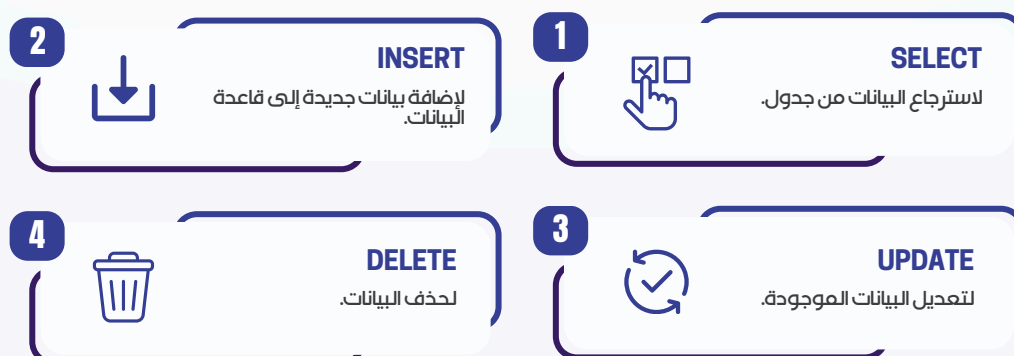 1
SELECT
لاسترجاع البيانات من جدول.
2
INSERT
لإضافة بيانات جديدة إلى قاعدة
البيانات.
3
UPDATE
لتعديل البيانات الموجودة.
4
DELETE
لحذف البيانات.